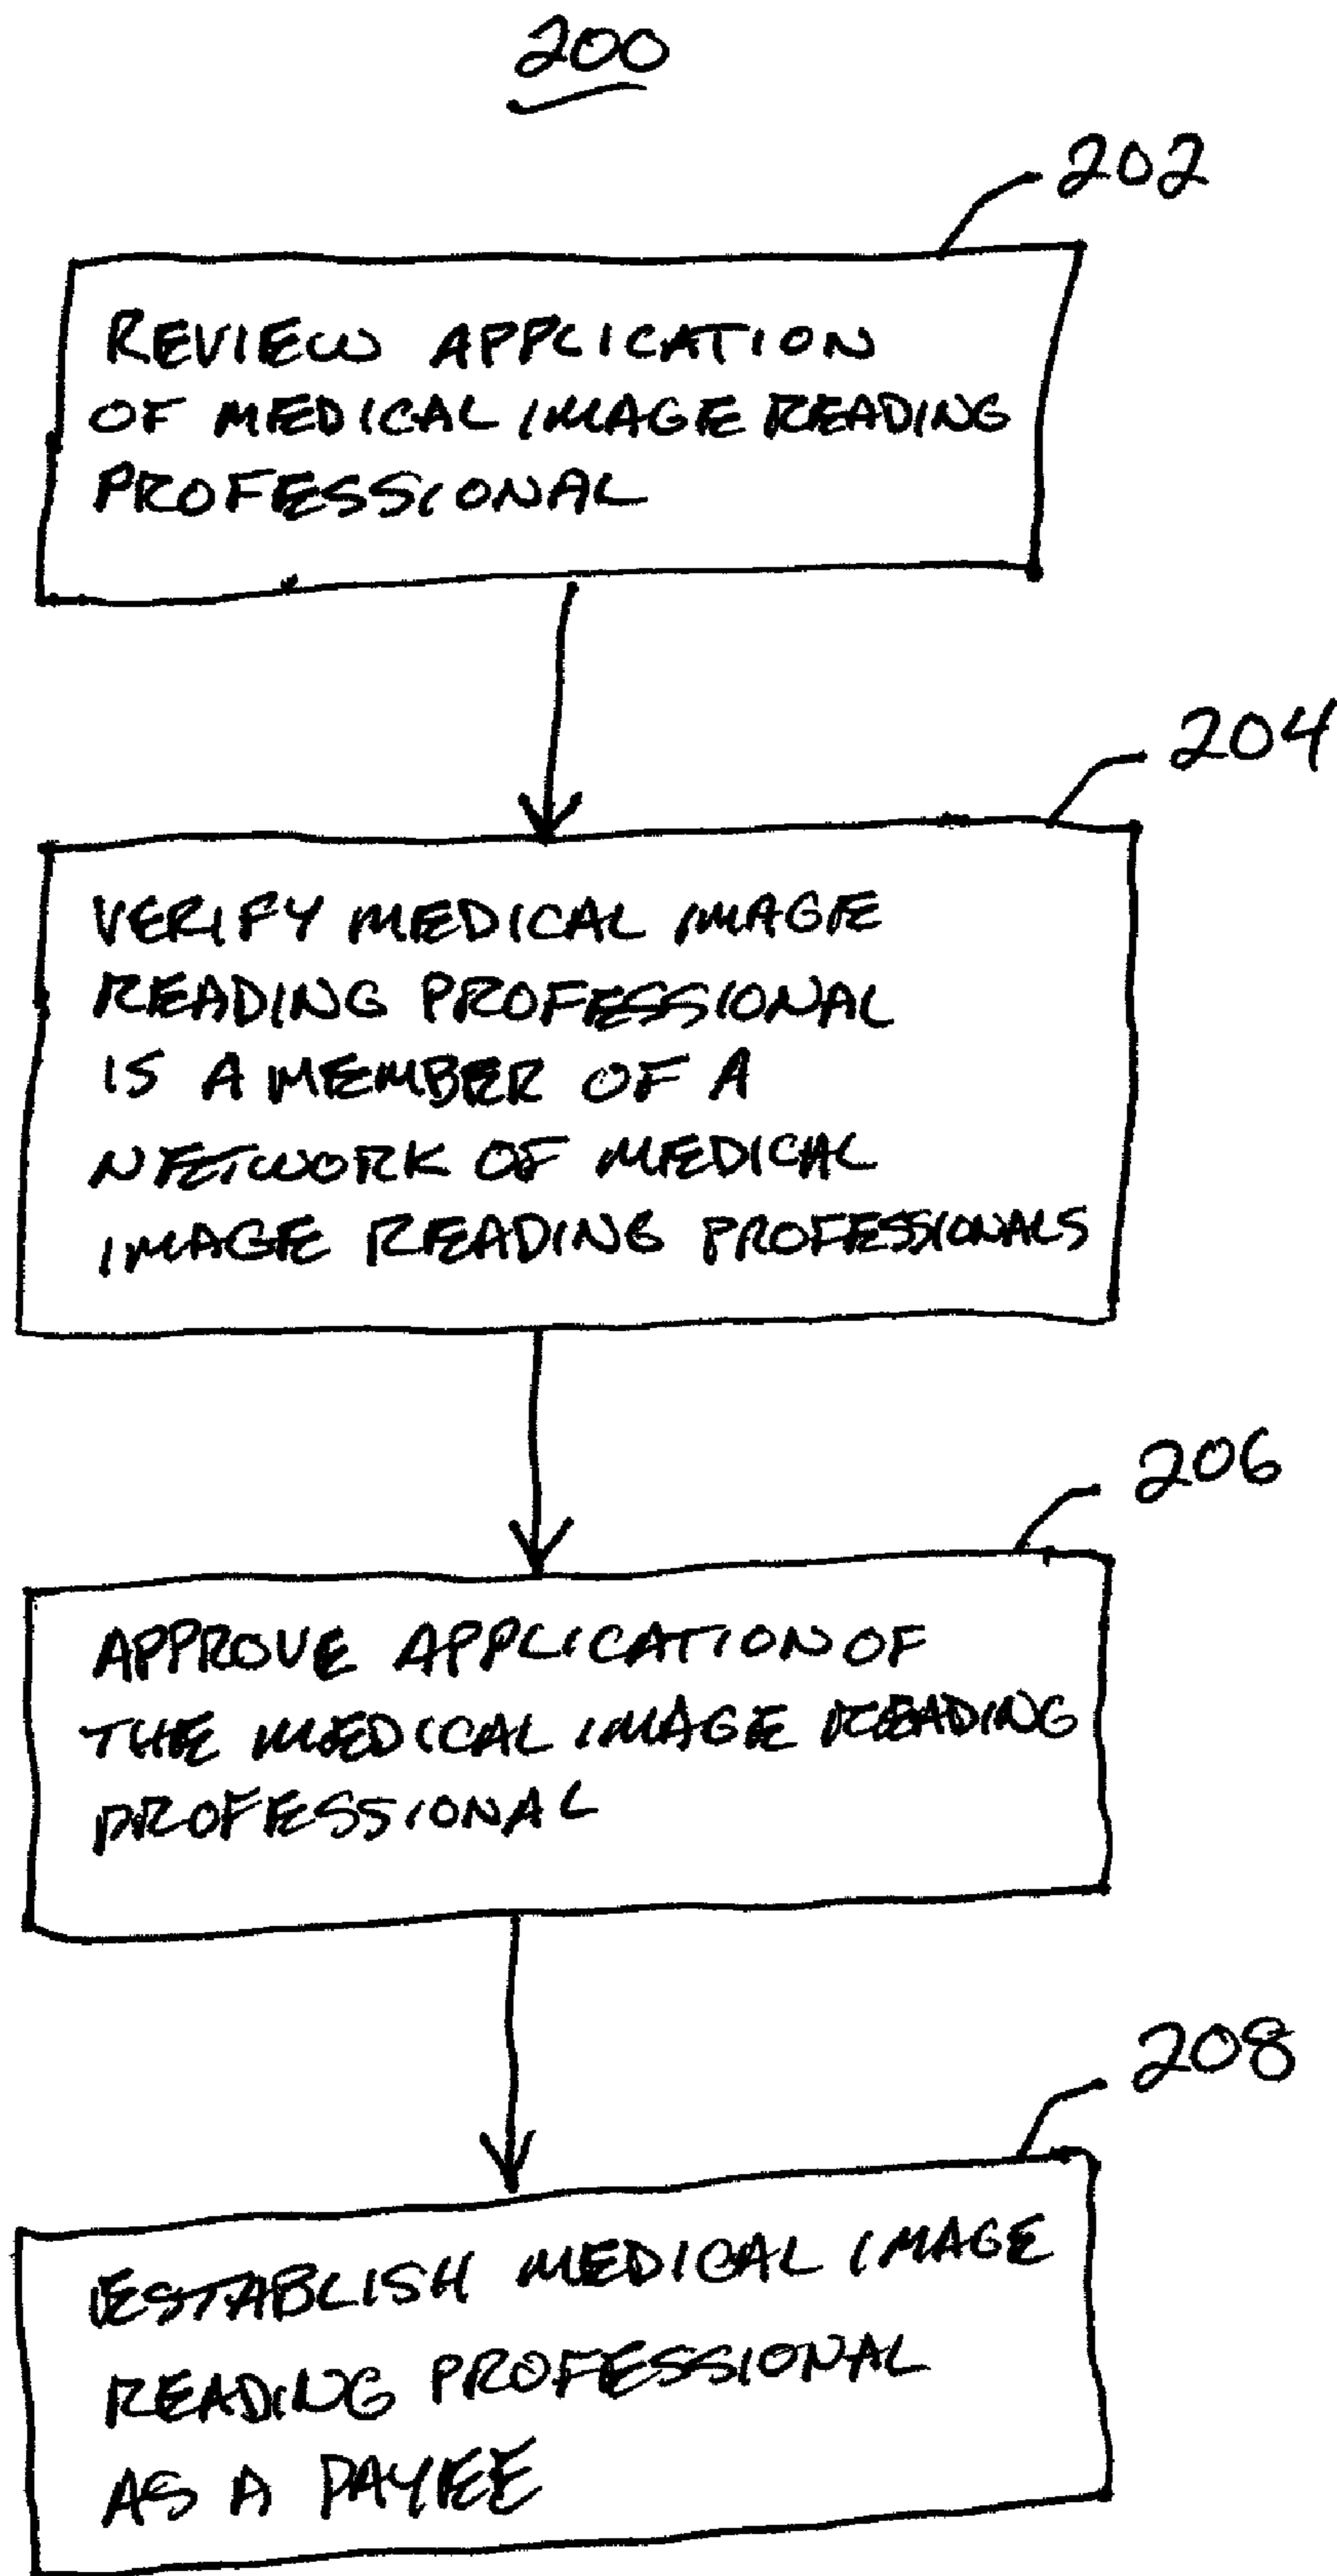 200
202
REVIEW APPLICATION
OF MEDICAL IMAGE READING
PROFESSIONAL
204
VERIFY MEDICAL IMAGE
READING PROFESSIONAL
IS A MEMBER OF A
NETWORK OF MEDICAL
IMAGE READING PROFESSIONALS
206
APPROVE APPLICATION OF
THE MEDICAL IMAGE READING
PROFESSIONAL
208
ESTABLISH MEDICAL IMAGE
READING PROFESSIONAL
AS A PAYEE